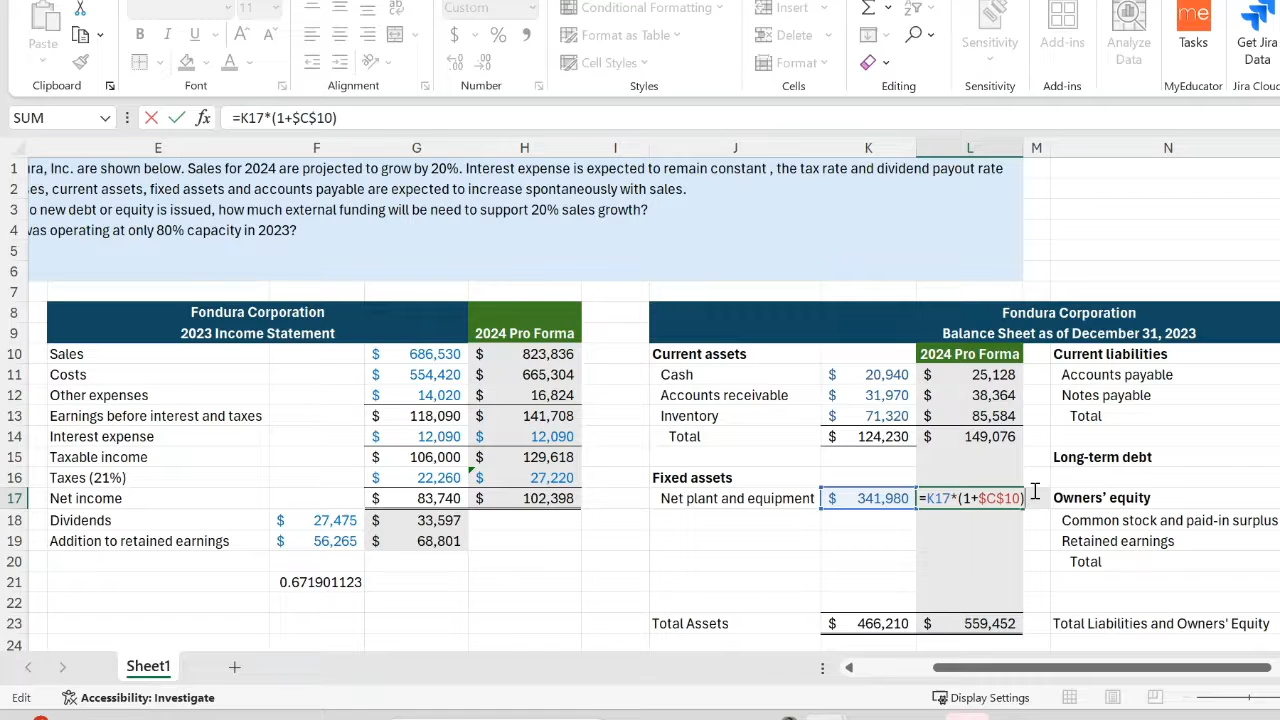 Custom
11
Conditional Formatting
Insert
Paste
B I U A A
$ % ,
Format as Table
Delete
Sensitivity
Add-ins
Analyze
Data
Tasks
Get Jira
Data
Cell Styles
Format
Clipboard
Font
Alignment
Number
Styles
Cells
Editing
Sensitivity
Add-ins
MyEducator
Jira Clou
SUM
fx
=K17*(1+$C$10)
E F G H I J K L M N
1 ra, Inc. are shown below. Sales for 2024 are projected to grow by 20%. Interest expense is expected to remain constant , the tax rate and dividend payout rate
2 es, current assets, fixed assets and accounts payable are expected to increase spontaneously with sales.
3 o new debt or equity is issued, how much external funding will be need to support 20% sales growth?
4 as operating at only 80% capacity in 2023?
5
6
7
8 Fondura Corporation Fondura Corporation
9 2023 Income Statement 2024 Pro Forma Balance Sheet as of December 31, 2023
10 Sales $ 686,530 $ 823,836 Current assets 2024 Pro Forma Current liabilities
11 Costs $ 554,420 $ 665,304 Cash $ 20,940 $ 25,128 Accounts payable
12 Other expenses $ 14,020 $ 16,824 Accounts receivable $ 31,970 $ 38,364 Notes payable
13 Earnings before interest and taxes $ 118,090 $ 141,708 Inventory $ 71,320 $ 85,584 Total
14 Interest expense $ 12,090 $ 12,090 Total $ 124,230 $ 149,076
15 Taxable income $ 106,000 $ 129,618 Long-term debt
16 Taxes (21%) $ 22,260 $ 27,220 Fixed assets
17 Net income $ 83,740 $ 102,398 Net plant and equipment $ 341,980 =K17*(1+$C$10) Owners' equity
18 Dividends $ 27,475 $ 33,597 Common stock and paid-in surplus
19 Addition to retained earnings $ 56,265 $ 68,801 Retained earnings
20 Total
21 0.671901123
22
23 Total Assets $ 466,210 $ 559,452 Total Liabilities and Owners' Equity
24
Sheet1
Edit
Accessibility: Investigate
Display Settings